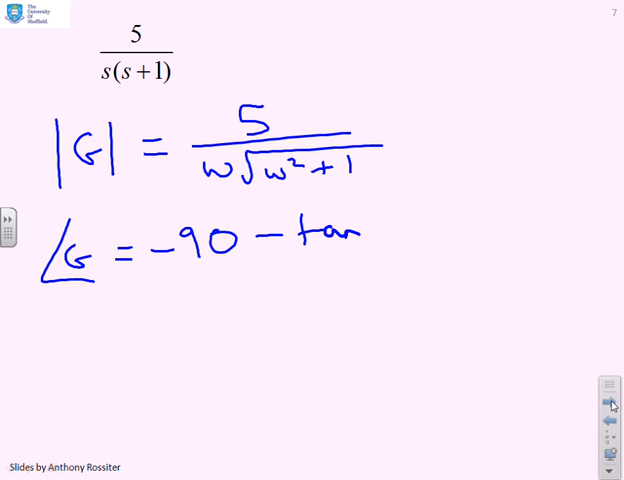 The
University
Of
Sheffield.
7
5
s(s+1)
|G| = 5 / w√w² + 1
∠G = -90 - tan
Slides by Anthony Rossiter